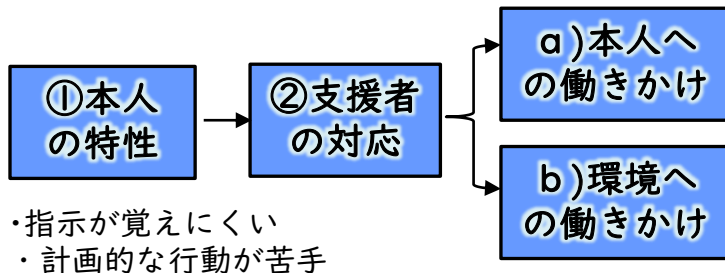 ①本人
の特性
②支援者
の対応
a)本人へ
の働きかけ
b)環境へ
の働きかけ
・指示が覚えにくい
・計画的な行動が苦手